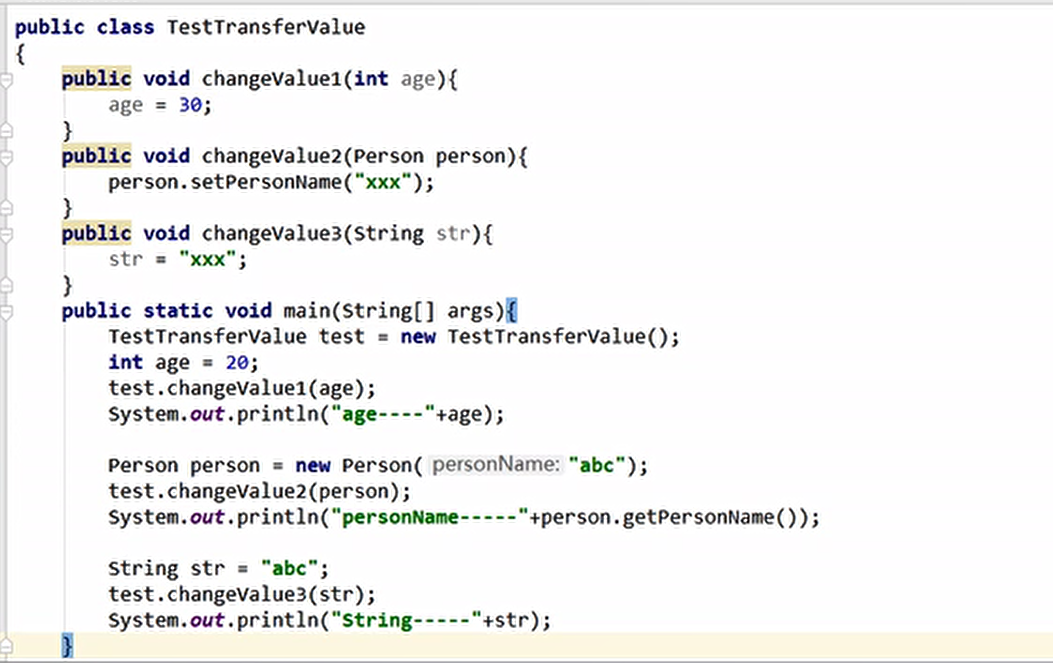 public class TestTransferValue
{
    public void changeValue1(int age){
        age = 30;
    }
    public void changeValue2(Person person){
        person.setPersonName("xxx");
    }
    public void changeValue3(String str){
        str = "xxx";
    }
    public static void main(String[] args){
        TestTransferValue test = new TestTransferValue();
        int age = 20;
        test.changeValue1(age);
        System.out.println("age----"+age);

        Person person = new Person( personName: "abc");
        test.changeValue2(person);
        System.out.println("personName-----"+person.getPersonName());

        String str = "abc";
        test.changeValue3(str);
        System.out.println("String-----"+str);
    }